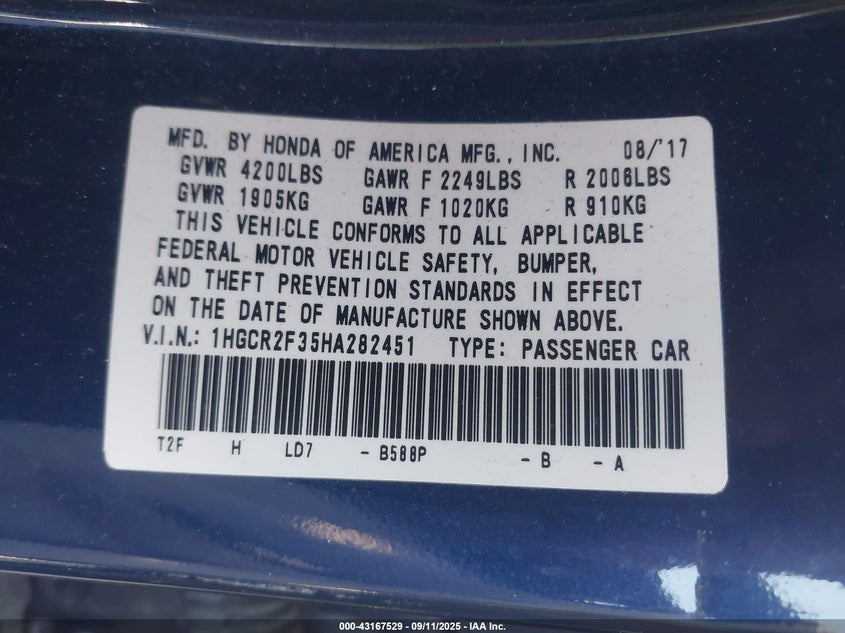 MFD. BY HONDA OF AMERICA MFG., INC. 08/'17
GVWR 4200LBS GAWR F 2249LBS R 2006LBS
GVWR 1905KG GAWR F 1020KG R 910KG
THIS VEHICLE CONFORMS TO ALL APPLICABLE
FEDERAL MOTOR VEHICLE SAFETY, BUMPER,
AND THEFT PREVENTION STANDARDS IN EFFECT
ON THE DATE OF MANUFACTURE SHOWN ABOVE.
V.I.N.: 1HGCR2F35HA282451 TYPE: PASSENGER CAR
T2F H LD7 - B588P - B - A
000-43167529 - 09/11/2025 - IAA Inc.